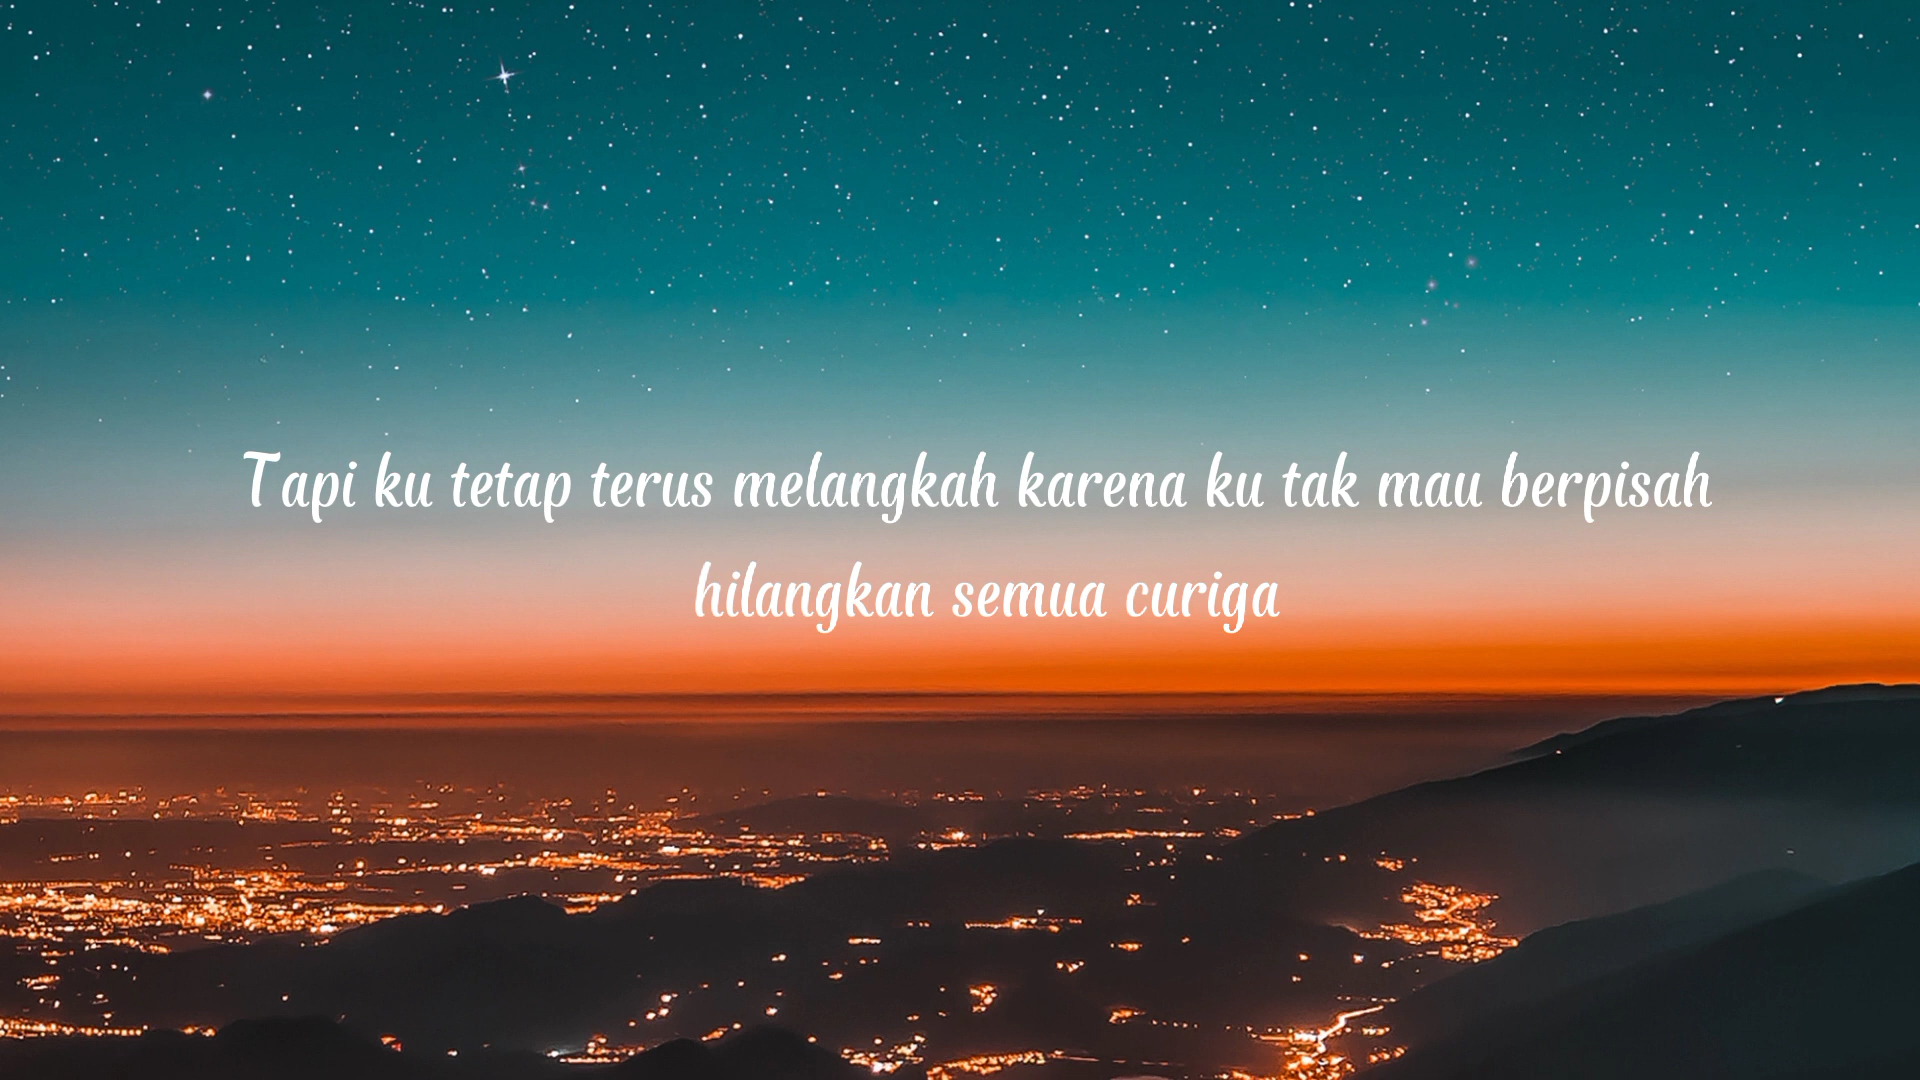 Tapi ku tetap terus melangkah karena ku tak mau berpisah
hilangkan semua curiga